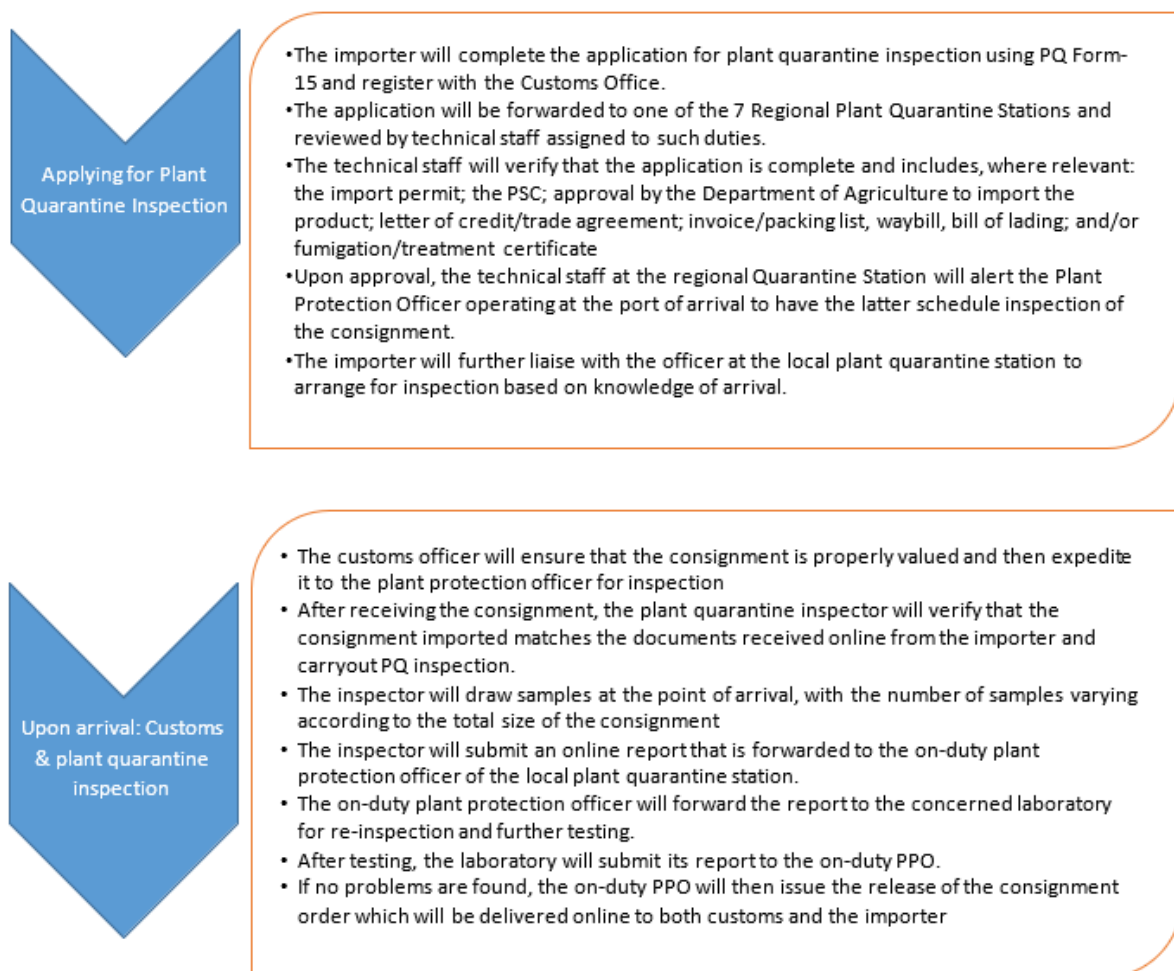 Applying for Plant
Quarantine Inspection
•The importer will complete the application for plant quarantine inspection using PQ Form-
15 and register with the Customs Office.
•The application will be forwarded to one of the 7 Regional Plant Quarantine Stations and
reviewed by technical staff assigned to such duties.
•The technical staff will verify that the application is complete and includes, where relevant:
the import permit; the PSC; approval by the Department of Agriculture to import the
product; letter of credit/trade agreement; invoice/packing list, waybill, bill of lading; and/or
fumigation/treatment certificate
•Upon approval, the technical staff at the regional Quarantine Station will alert the Plant
Protection Officer operating at the port of arrival to have the latter schedule inspection of
the consignment.
•The importer will further liaise with the officer at the local plant quarantine station to
arrange for inspection based on knowledge of arrival.
Upon arrival: Customs
& plant quarantine
inspection
• The customs officer will ensure that the consignment is properly valued and then expedite
it to the plant protection officer for inspection
• After receiving the consignment, the plant quarantine inspector will verify that the
consignment imported matches the documents received online from the importer and
carryout PQ inspection.
• The inspector will draw samples at the point of arrival, with the number of samples varying
according to the total size of the consignment
• The inspector will submit an online report that is forwarded to the on-duty plant
protection officer of the local plant quarantine station.
• The on-duty plant protection officer will forward the report to the concerned laboratory
for re-inspection and further testing.
• After testing, the laboratory will submit its report to the on-duty PPO.
• If no problems are found, the on-duty PPO will then issue the release of the consignment
order which will be delivered online to both customs and the importer